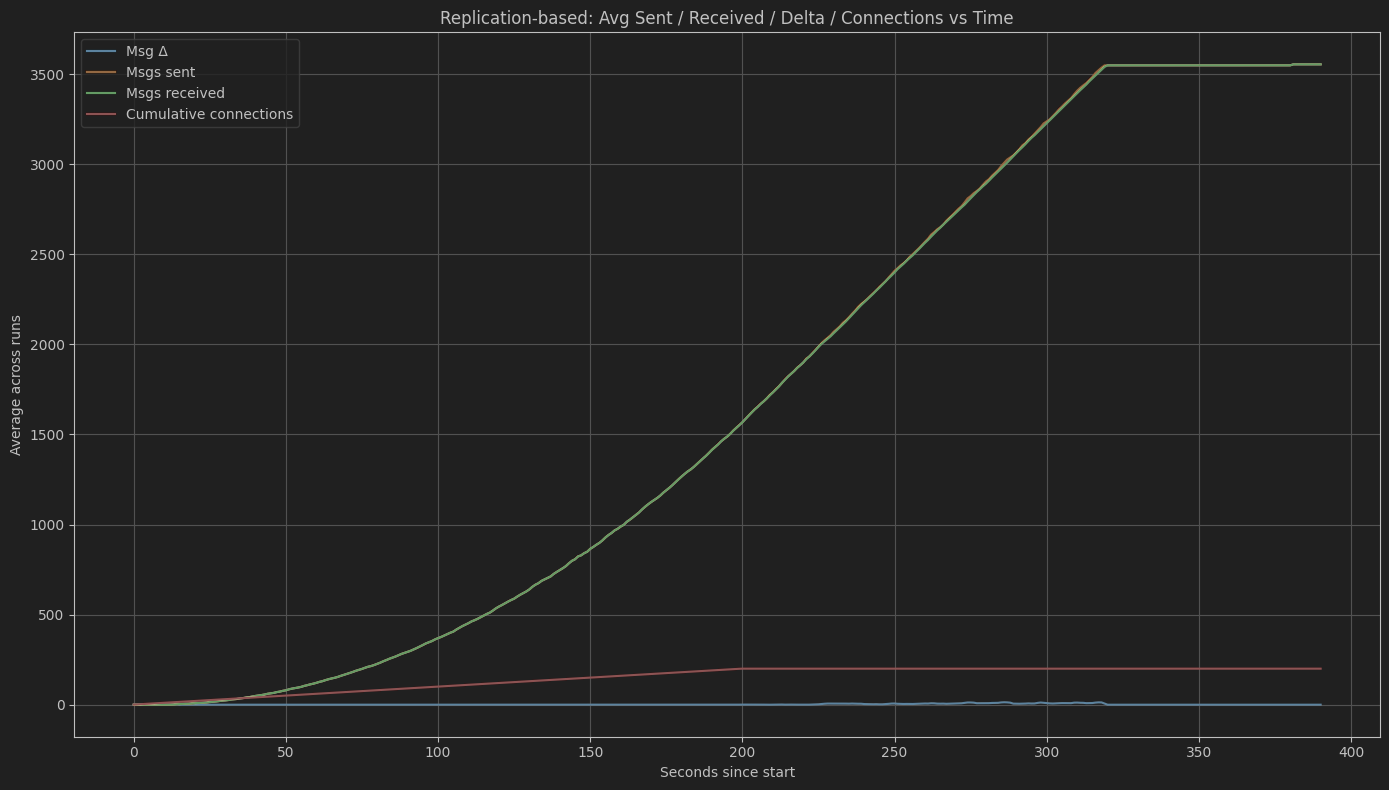 Replication-based: Avg Sent / Received / Delta / Connections vs Time
Msg Δ
Msgs sent
Msgs received
Cumulative connections
3500
3000
2500
2000
1500
1000
500
0
Average across runs
0 50 100 150 200 250 300 350 400
Seconds since start